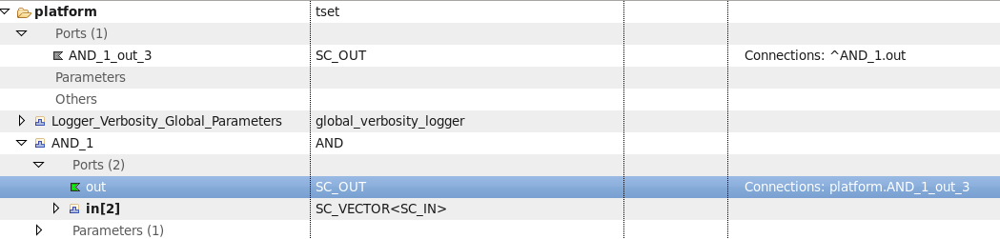 platform tset
Ports (1)
AND_1_out_3 SC_OUT Connections: ^AND_1.out
Parameters
Others
Logger_Verbosity_Global_Parameters global_verbosity_logger
AND_1 AND
Ports (2)
out SC_OUT Connections: platform.AND_1_out_3
in[2] SC_VECTOR<SC_IN>
Parameters (1)